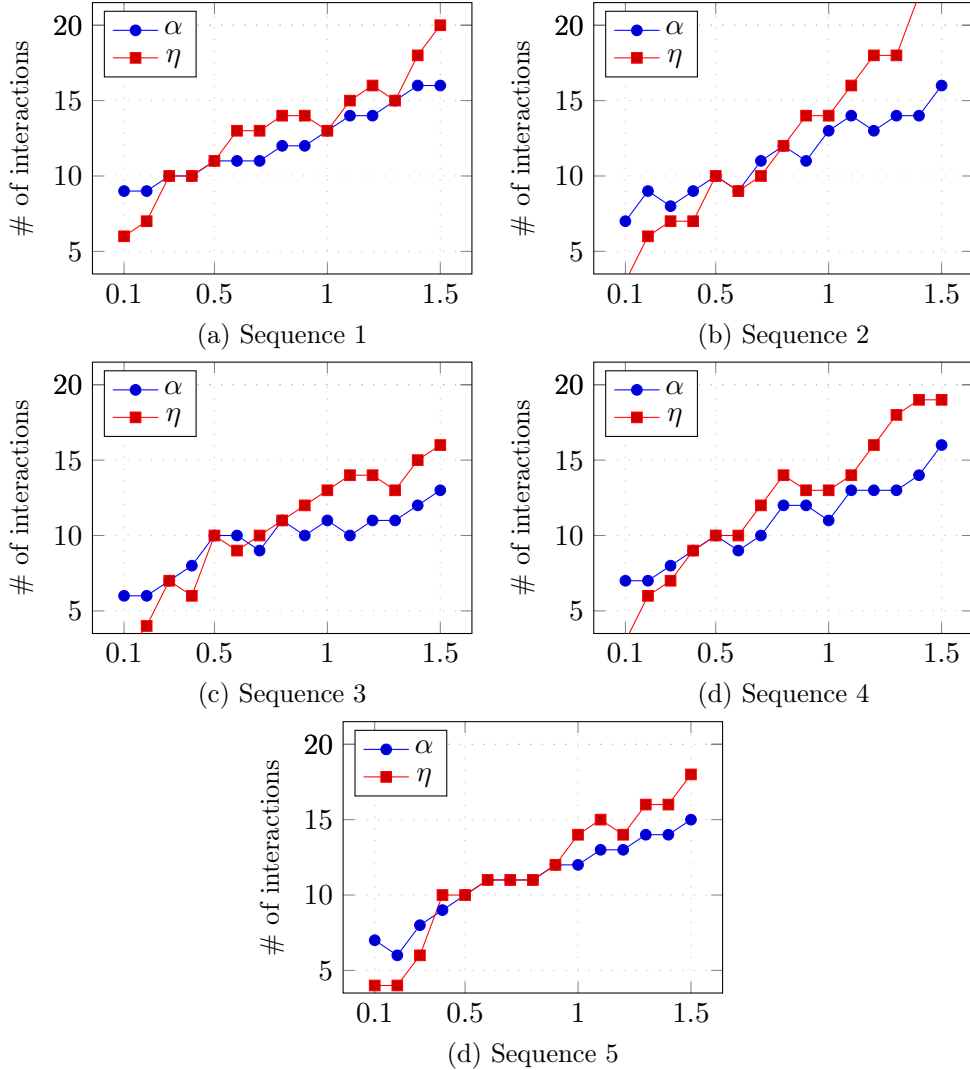 20
15
10
5
# of interactions
α
η
0.1 0.5 1 1.5
(a) Sequence 1
20
15
10
5
# of interactions
α
η
0.1 0.5 1 1.5
(b) Sequence 2
20
15
10
5
# of interactions
α
η
0.1 0.5 1 1.5
(c) Sequence 3
20
15
10
5
# of interactions
α
η
0.1 0.5 1 1.5
(d) Sequence 4
20
15
10
5
# of interactions
α
η
0.1 0.5 1 1.5
(d) Sequence 5